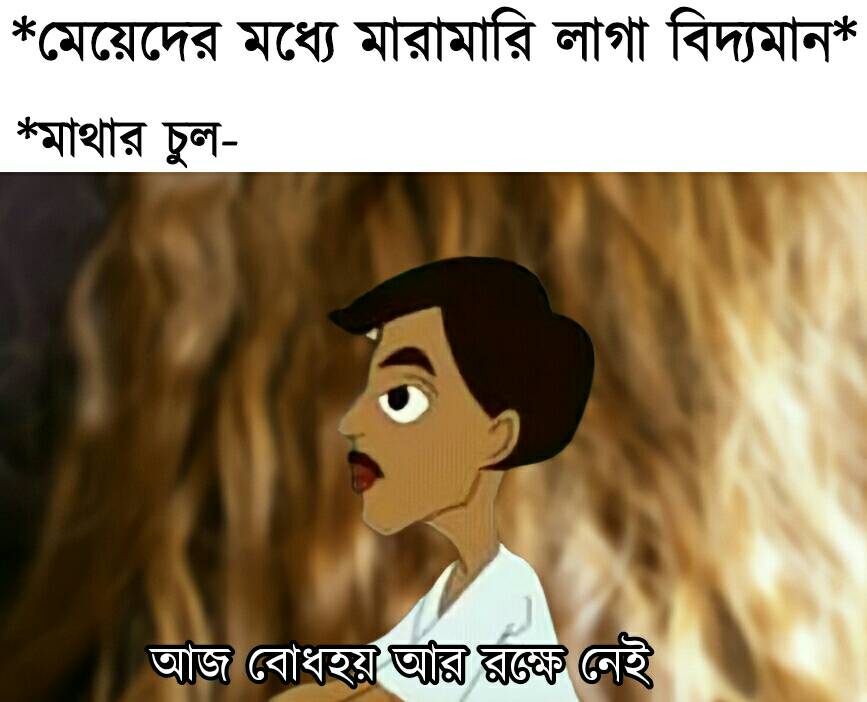 *মেয়েদের মধ্যে মারামারি লাগা বিদ্যমান*
*মাথার চুল-
আজ বোধহয় আর রক্ষে নেই